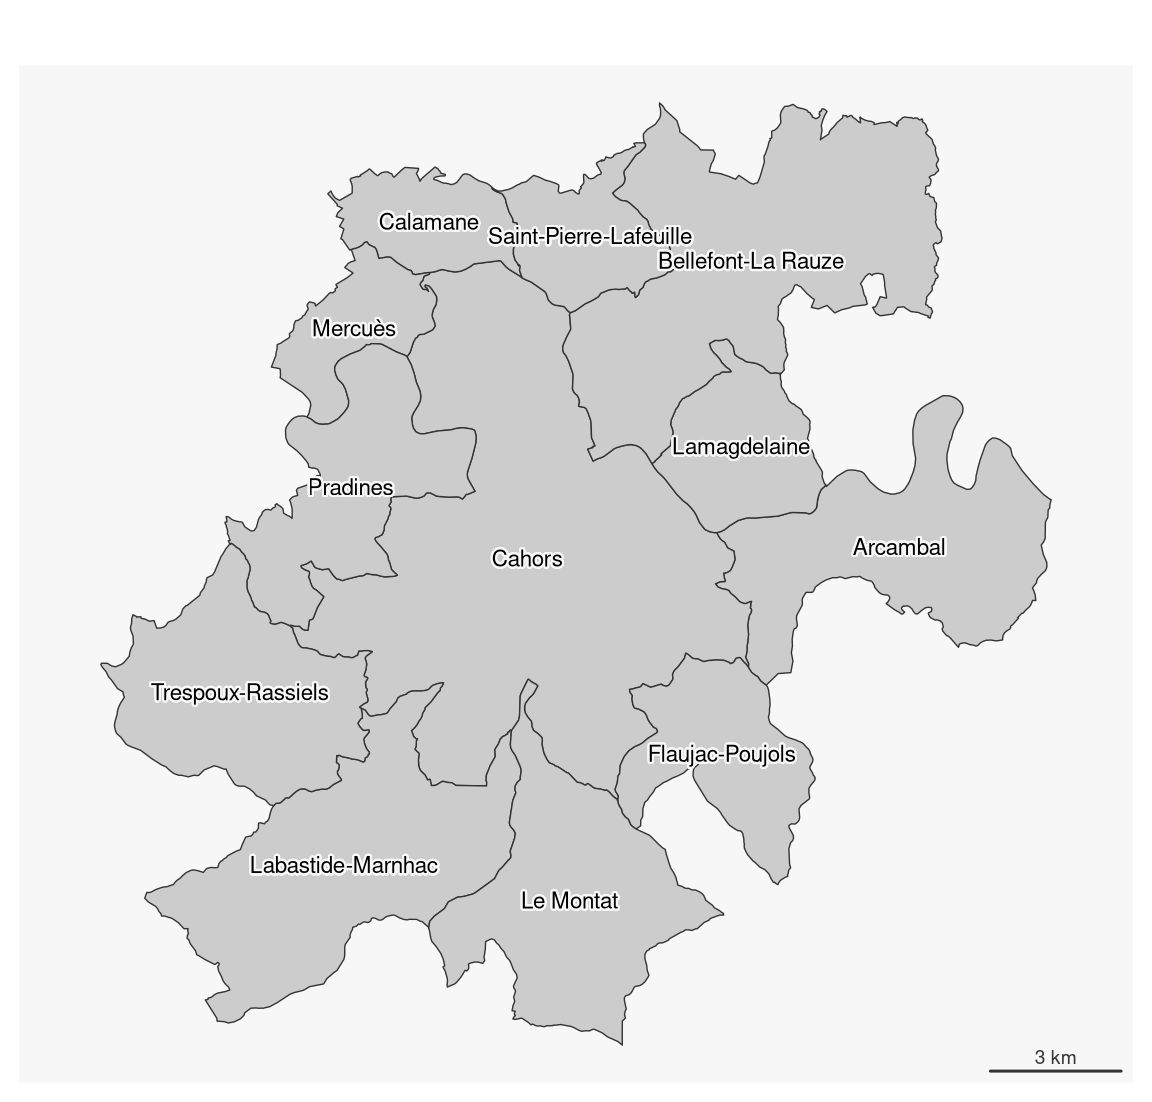 Calamane
Saint-Pierre-Lafeuille
Bellefont-La Rauze
Mercuès
Lamagdelaine
Pradines
Arcambal
Cahors
Trespoux-Rassiels
Flaujac-Poujols
Labastide-Marnhac
Le Montat
3 km